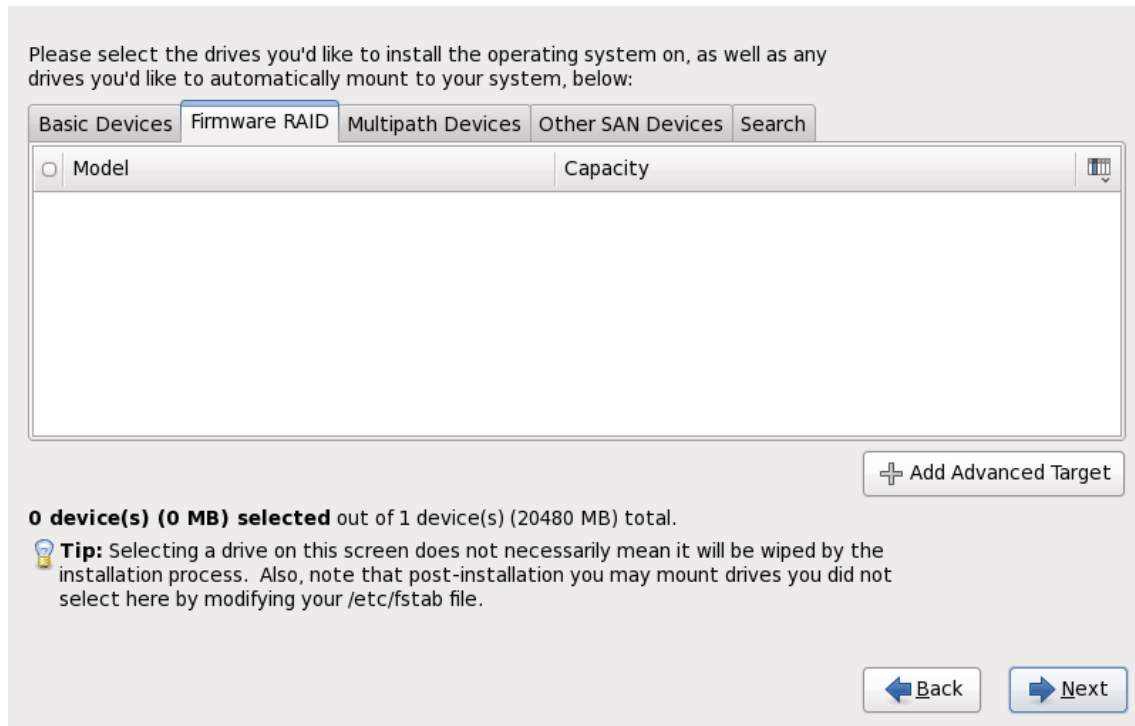 Please select the drives you'd like to install the operating system on, as well as any
drives you'd like to automatically mount to your system, below:
Basic Devices Firmware RAID Multipath Devices Other SAN Devices Search
Model Capacity
Add Advanced Target
0 device(s) (0 MB) selected out of 1 device(s) (20480 MB) total.
Tip: Selecting a drive on this screen does not necessarily mean it will be wiped by the
installation process. Also, note that post-installation you may mount drives you did not
select here by modifying your /etc/fstab file.
Back Next